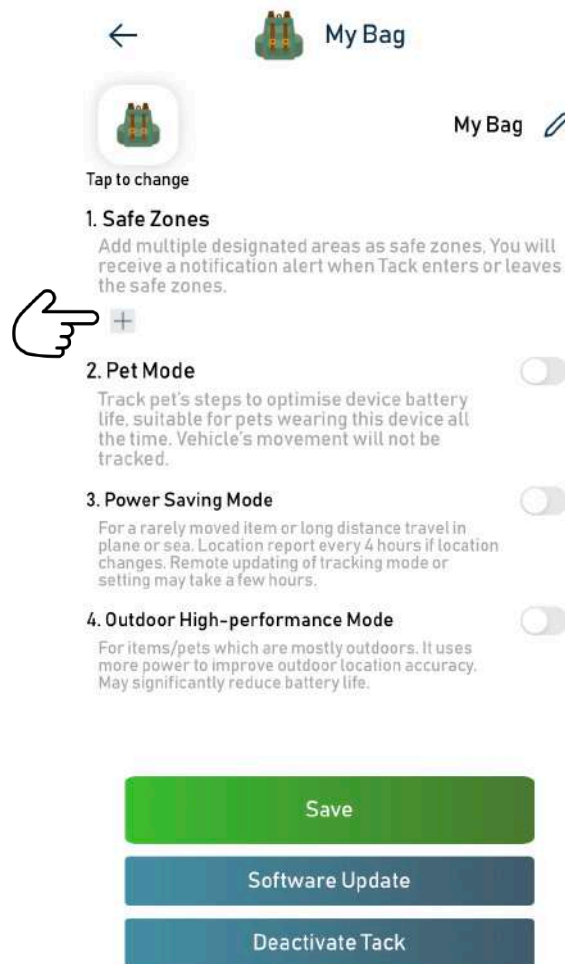 My Bag
My Bag
Tap to change
1. Safe Zones
Add multiple designated areas as safe zones. You will
receive a notification alert when Tack enters or leaves
the safe zones.
+
2. Pet Mode
Track pet's steps to optimise device battery
life, suitable for pets wearing this device all
the time. Vehicle's movement will not be
tracked.
3. Power Saving Mode
For a rarely moved item or long distance travel in
plane or sea. Location report every 4 hours if location
changes. Remote updating of tracking mode or
setting may take a few hours.
4. Outdoor High-performance Mode
For items/pets which are mostly outdoors. It uses
more power to improve outdoor location accuracy.
May significantly reduce battery life.
Save
Software Update
Deactivate Tack